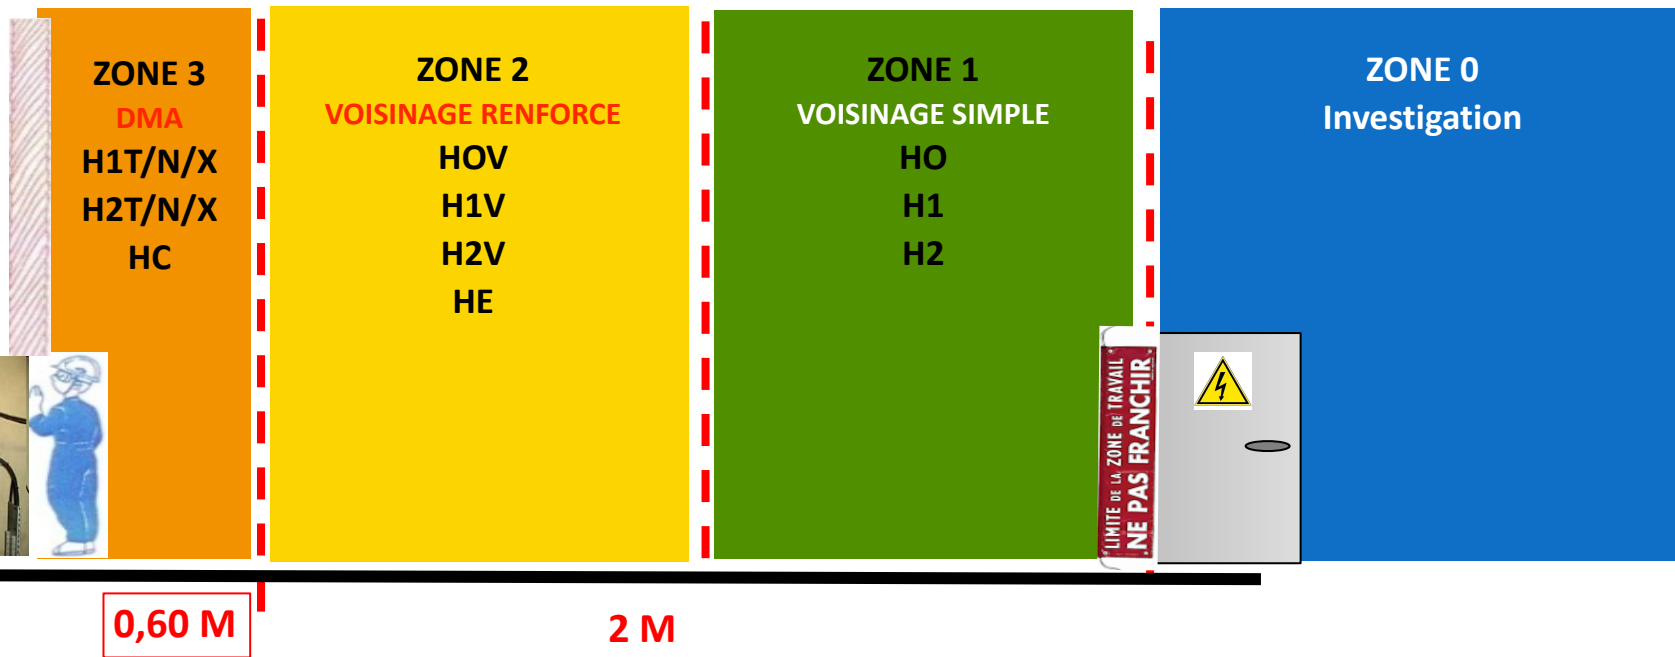 ZONE 3
DMA
H1T/N/X
H2T/N/X
HC
ZONE 2
VOISINAGE RENFORCE
HOV
H1V
H2V
HE
ZONE 1
VOISINAGE SIMPLE
HO
H1
H2
ZONE 0
Investigation
LIMITE DE LA ZONE DE TRAVAIL
NE PAS FRANCHIR
0,60 M
2 M